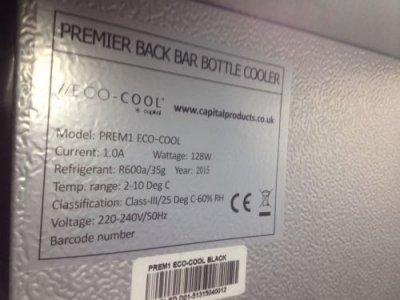 PREMIER BACK BAR BOTTLE COOLER
//ECO-COOL® www.capitalproducts.co.uk
capital
Model: PREM1 ECO-COOL
Current: 1.0A Wattage: 128W
Refrigerant: R600a/35g Year: 2015
Temp. range: 2-10 Deg C
Classification: Class-III/25 Deg C-60% RH CE
Voltage: 220-240V/50Hz
Barcode number
PREM1 ECO-COOL BLACK